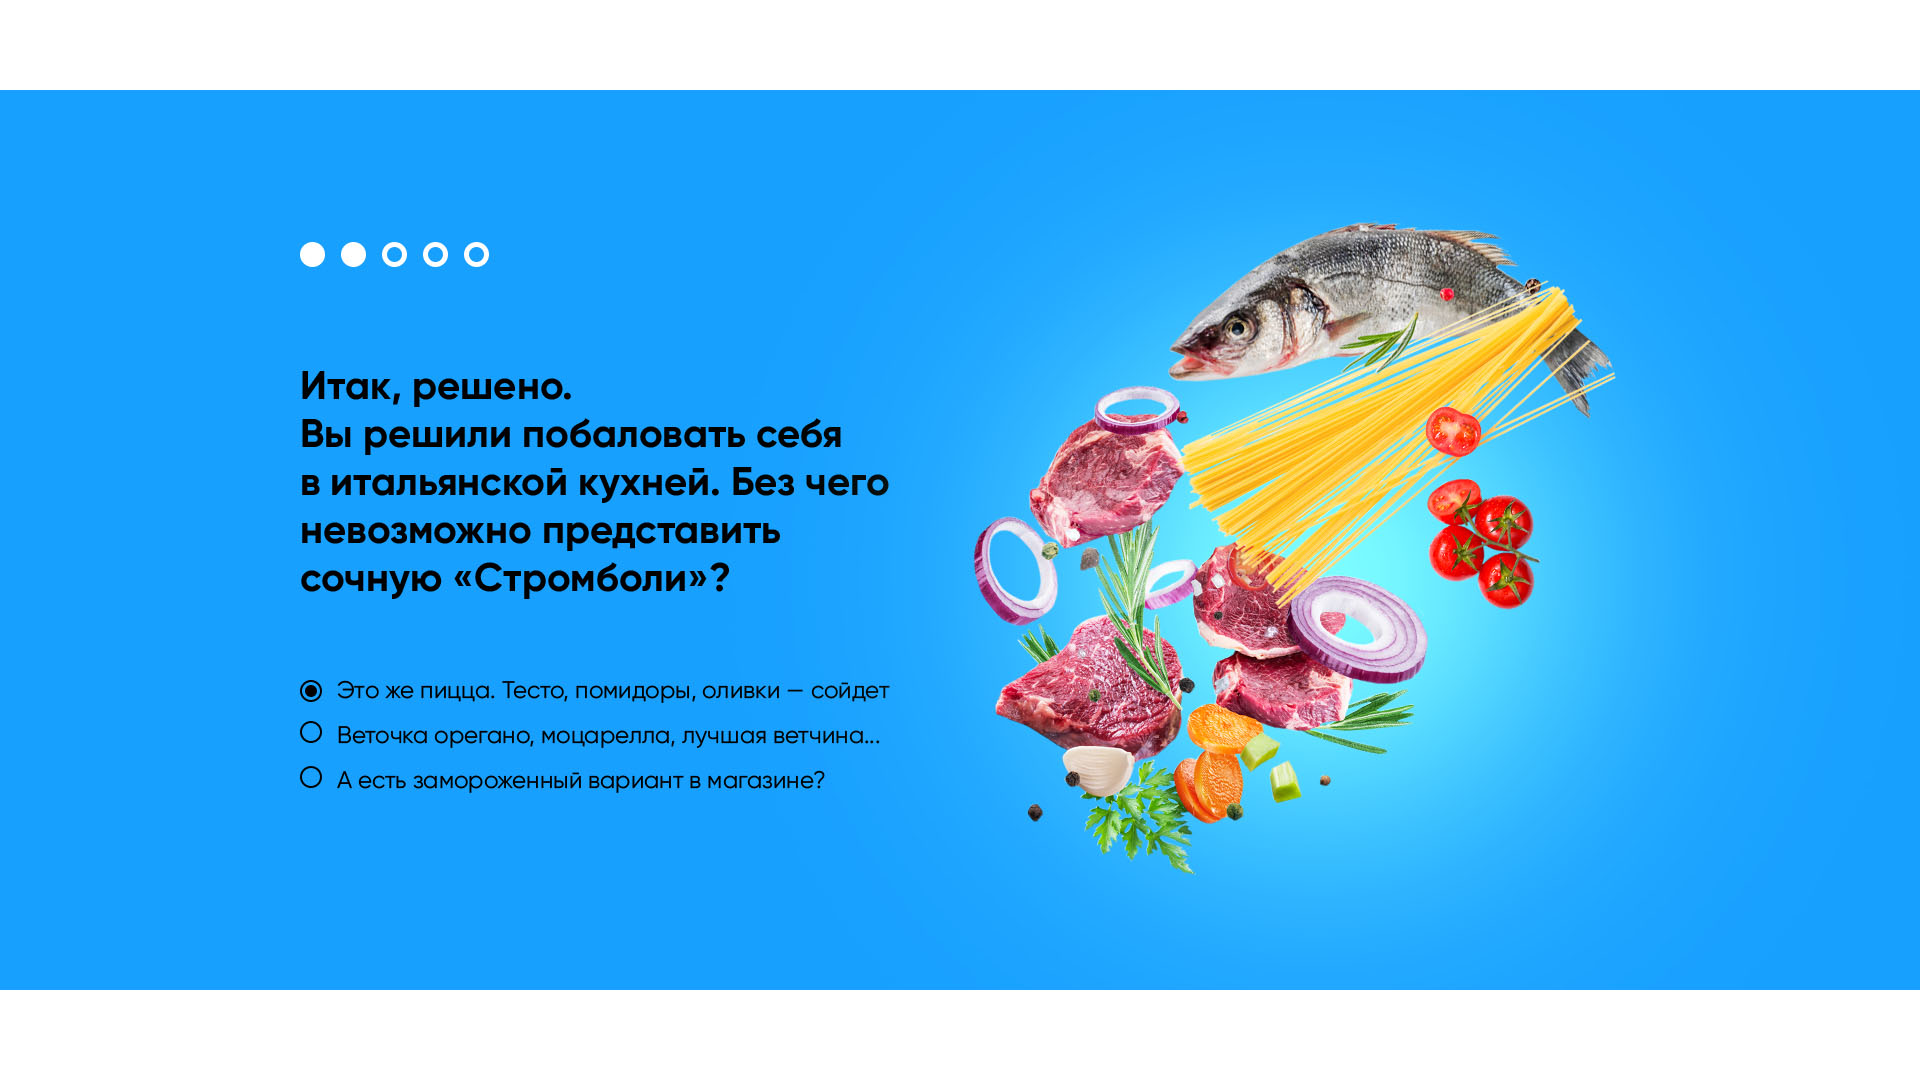 Итак, решено.
Вы решили побаловать себя
в итальянской кухней. Без чего
невозможно представить
сочную «Стромболи»?
Это же пицца. Тесто, помидоры, оливки — сойдет
Веточка орегано, моцарелла, лучшая ветчина...
А есть замороженный вариант в магазине?